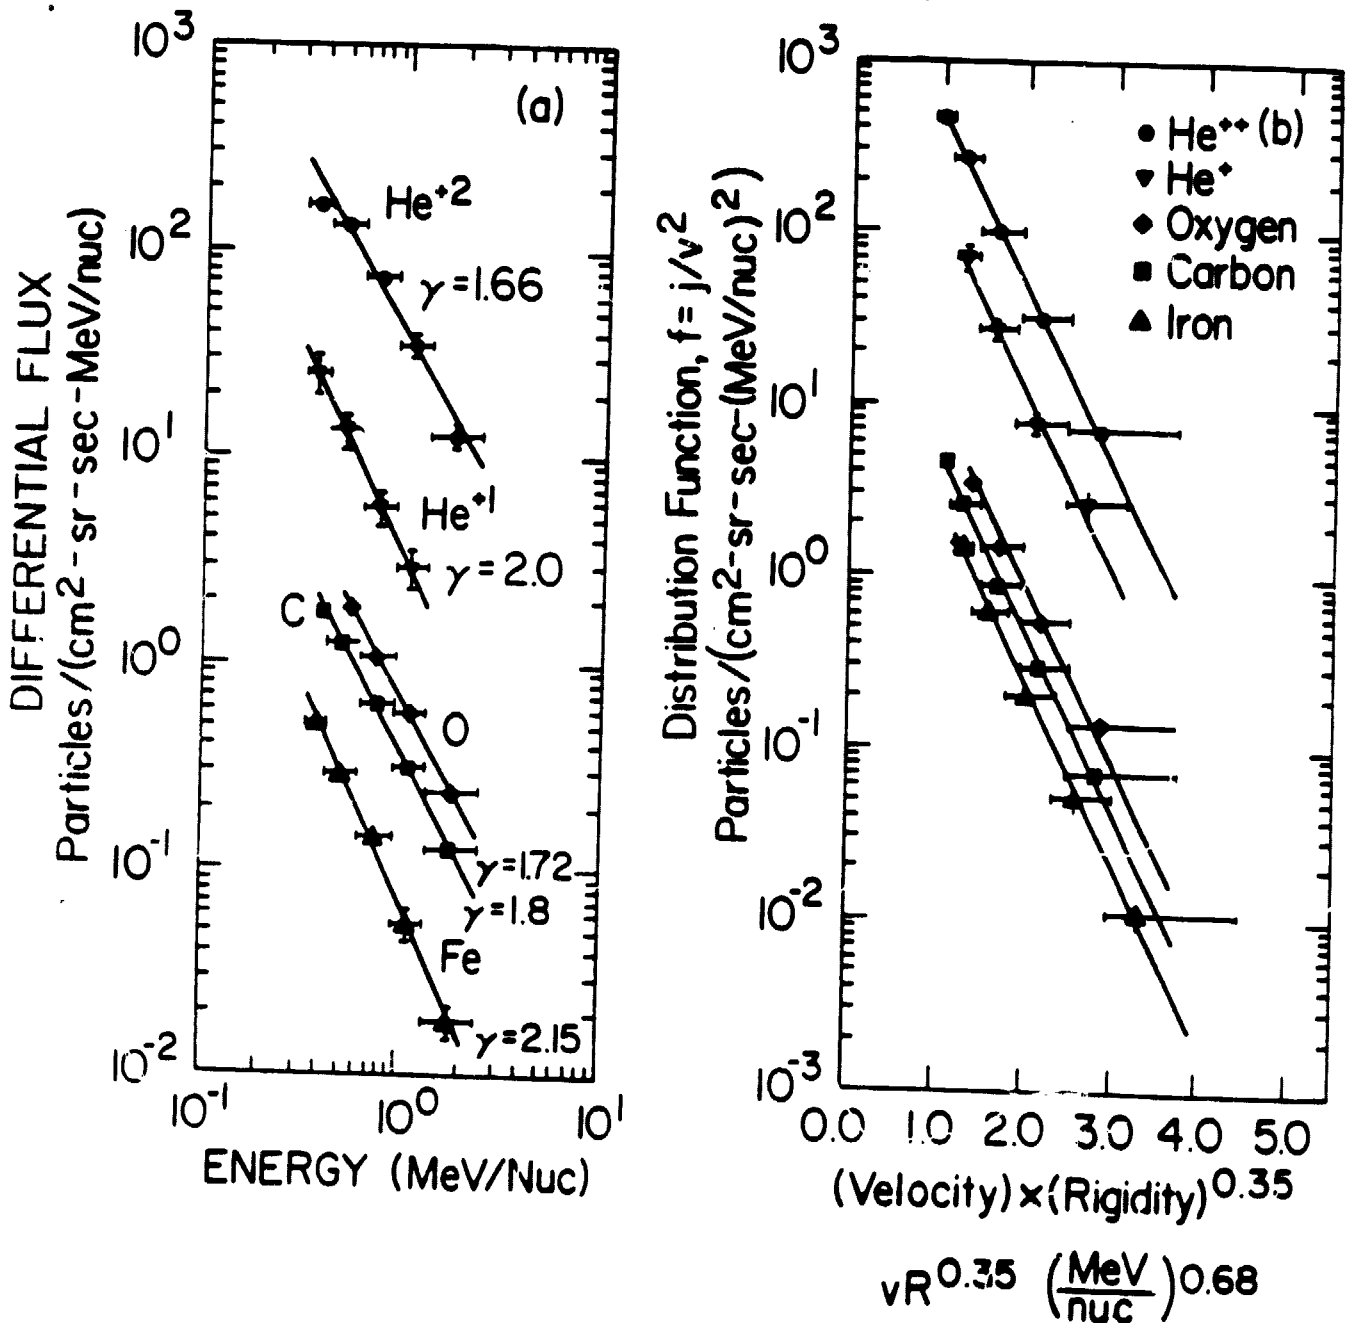 10³
(a)
He⁺²
10²
γ=1.66
DIFFERENTIAL FLUX
Particles/(cm²-sr-sec-MeV/nuc)
10¹
He⁺¹
γ=2.0
C
10⁰
O
10⁻¹
γ=1.72
γ=1.8
Fe
γ=2.15
10⁻²
10⁻¹ 10⁰ 10¹
ENERGY (MeV/Nuc)
10³
He⁺⁺ (b)
He⁺
Oxygen
Carbon
Iron
10²
Distribution Function, f = j/v²
Particles/(cm²-sr-sec-(MeV/nuc)²)
10¹
10⁰
10⁻¹
10⁻²
10⁻³
0.0 1.0 2.0 3.0 4.0 5.0
(Velocity)×(Rigidity)^0.35
vR^0.35 (MeV/nuc)^0.68